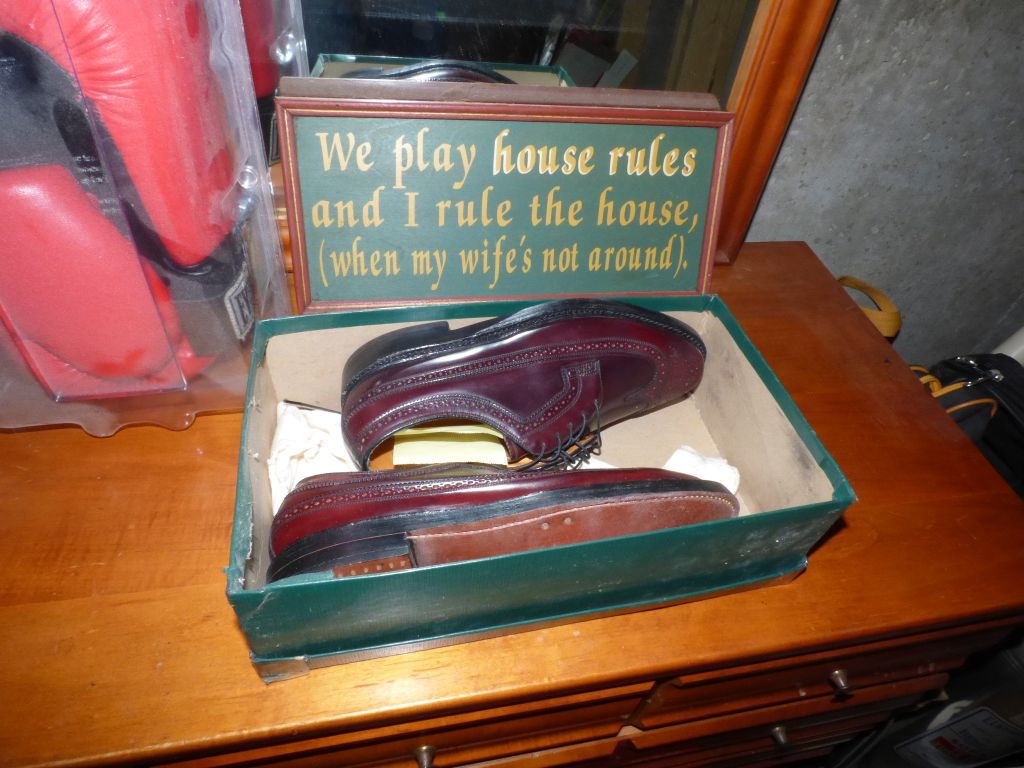 We play house rules
and I rule the house,
(when my wife's not around).